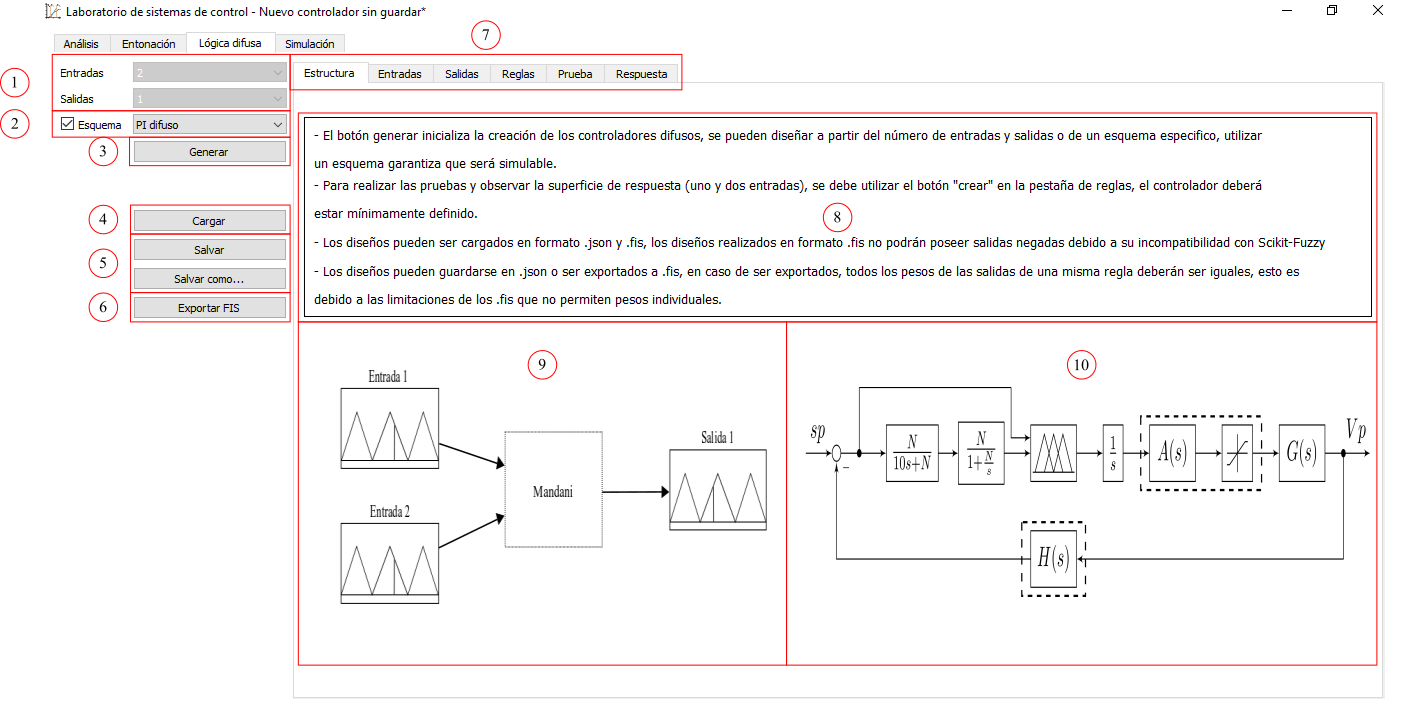 Laboratorio de sistemas de control - Nuevo controlador sin guardar*
7
Análisis Entonación Lógica difusa Simulación
Estructura Entradas Salidas Reglas Prueba Respuesta
1
Entradas 2
Salidas 1
2
Esquema PI difuso
3
Generar
4
Cargar
5
Salvar
Salvar como...
6
Exportar FIS
- El botón generar inicializa la creación de los controladores difusos, se pueden diseñar a partir del número de entradas y salidas o de un esquema especifico, utilizar
un esquema garantiza que será simulable.
- Para realizar las pruebas y observar la superficie de respuesta (uno y dos entradas), se debe utilizar el botón "crear" en la pestaña de reglas, el controlador deberá
estar mínimamente definido.
8
- Los diseños pueden ser cargados en formato .json y .fis, los diseños realizados en formato .fis no podrán poseer salidas negadas debido a su incompatibilidad con Scikit-Fuzzy
- Los diseños pueden guardarse en .json o ser exportados a .fis, en caso de ser exportados, todos los pesos de las salidas de una misma regla deberán ser iguales, esto es
debido a las limitaciones de los .fis que no permiten pesos individuales.
9
Entrada 1
Entrada 2
Mandani
Salida 1
10
sp
−
N
10s+N
N
1+N/s
1
s
A(s)
G(s)
Vp
H(s)